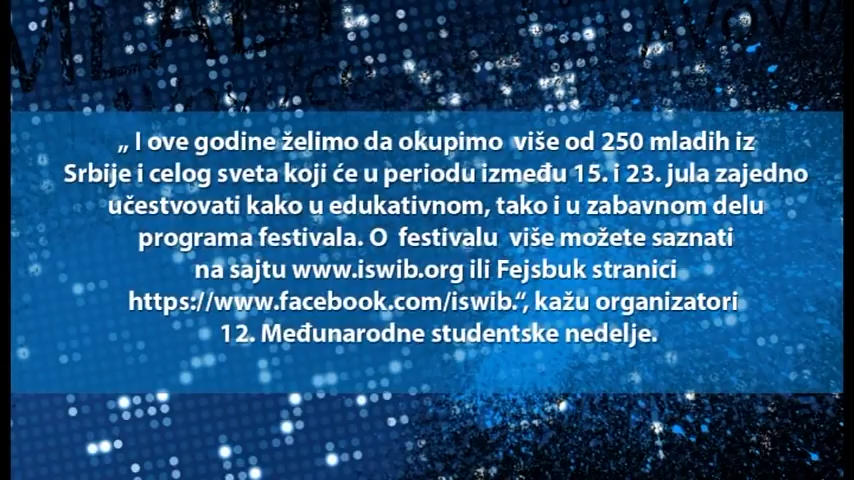 „ I ove godine želimo da okupimo više od 250 mladih iz
Srbije i celog sveta koji će u periodu između 15. i 23. jula zajedno
učestvovati kako u edukativnom, tako i u zabavnom delu
programa festivala. O festivalu više možete saznati
na sajtu www.iswib.org ili Fejsbuk stranici
https://www.facebook.com/iswib.“, kažu organizatori
12. Međunarodne studentske nedelje.